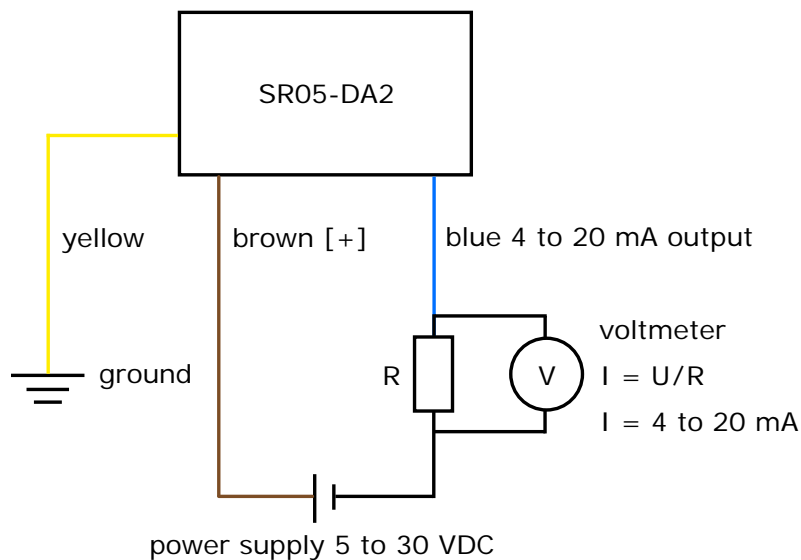 SR05-DA2
yellow
brown [+]
blue 4 to 20 mA output
ground
R
V
voltmeter
I = U/R
I = 4 to 20 mA
power supply 5 to 30 VDC